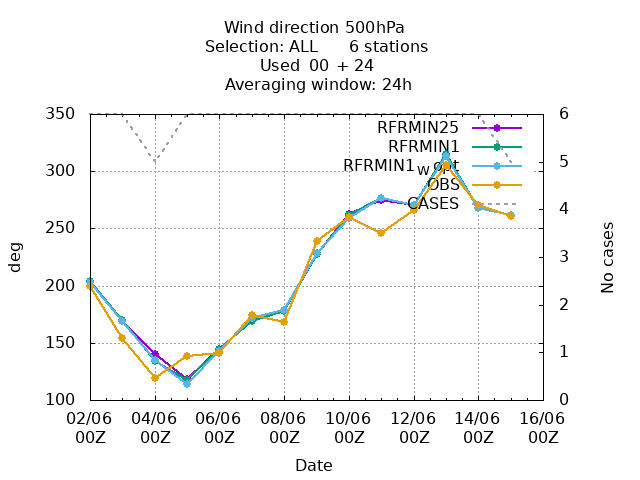 Wind direction 500hPa
Selection: ALL 6 stations
Used 00 + 24
Averaging window: 24h
350 6
RFRMIN25
RFRMIN1
5
300 RFRMIN1wopt
OBS
CASES 4
250
deg No cases
3
200
2
150
1
100 0
02/06 04/06 06/06 08/06 10/06 12/06 14/06 16/06
00Z 00Z 00Z 00Z 00Z 00Z 00Z 00Z
Date